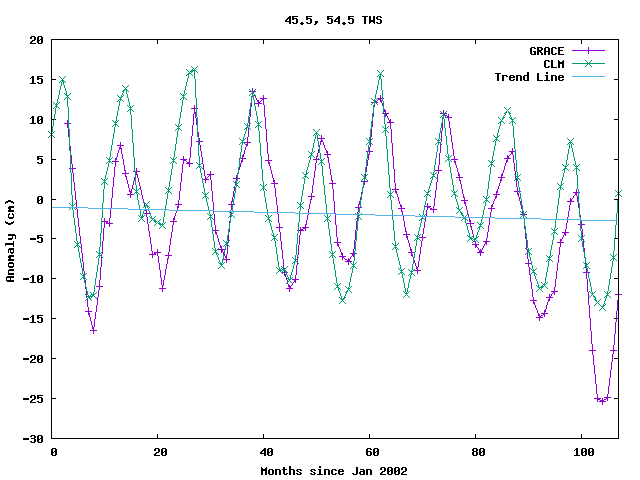 45.5, 54.5 TWS
GRACE
CLM
Trend Line
20
15
10
5
0
-5
-10
-15
-20
-25
-30
Anomaly (cm)
0 20 40 60 80 100
Months since Jan 2002